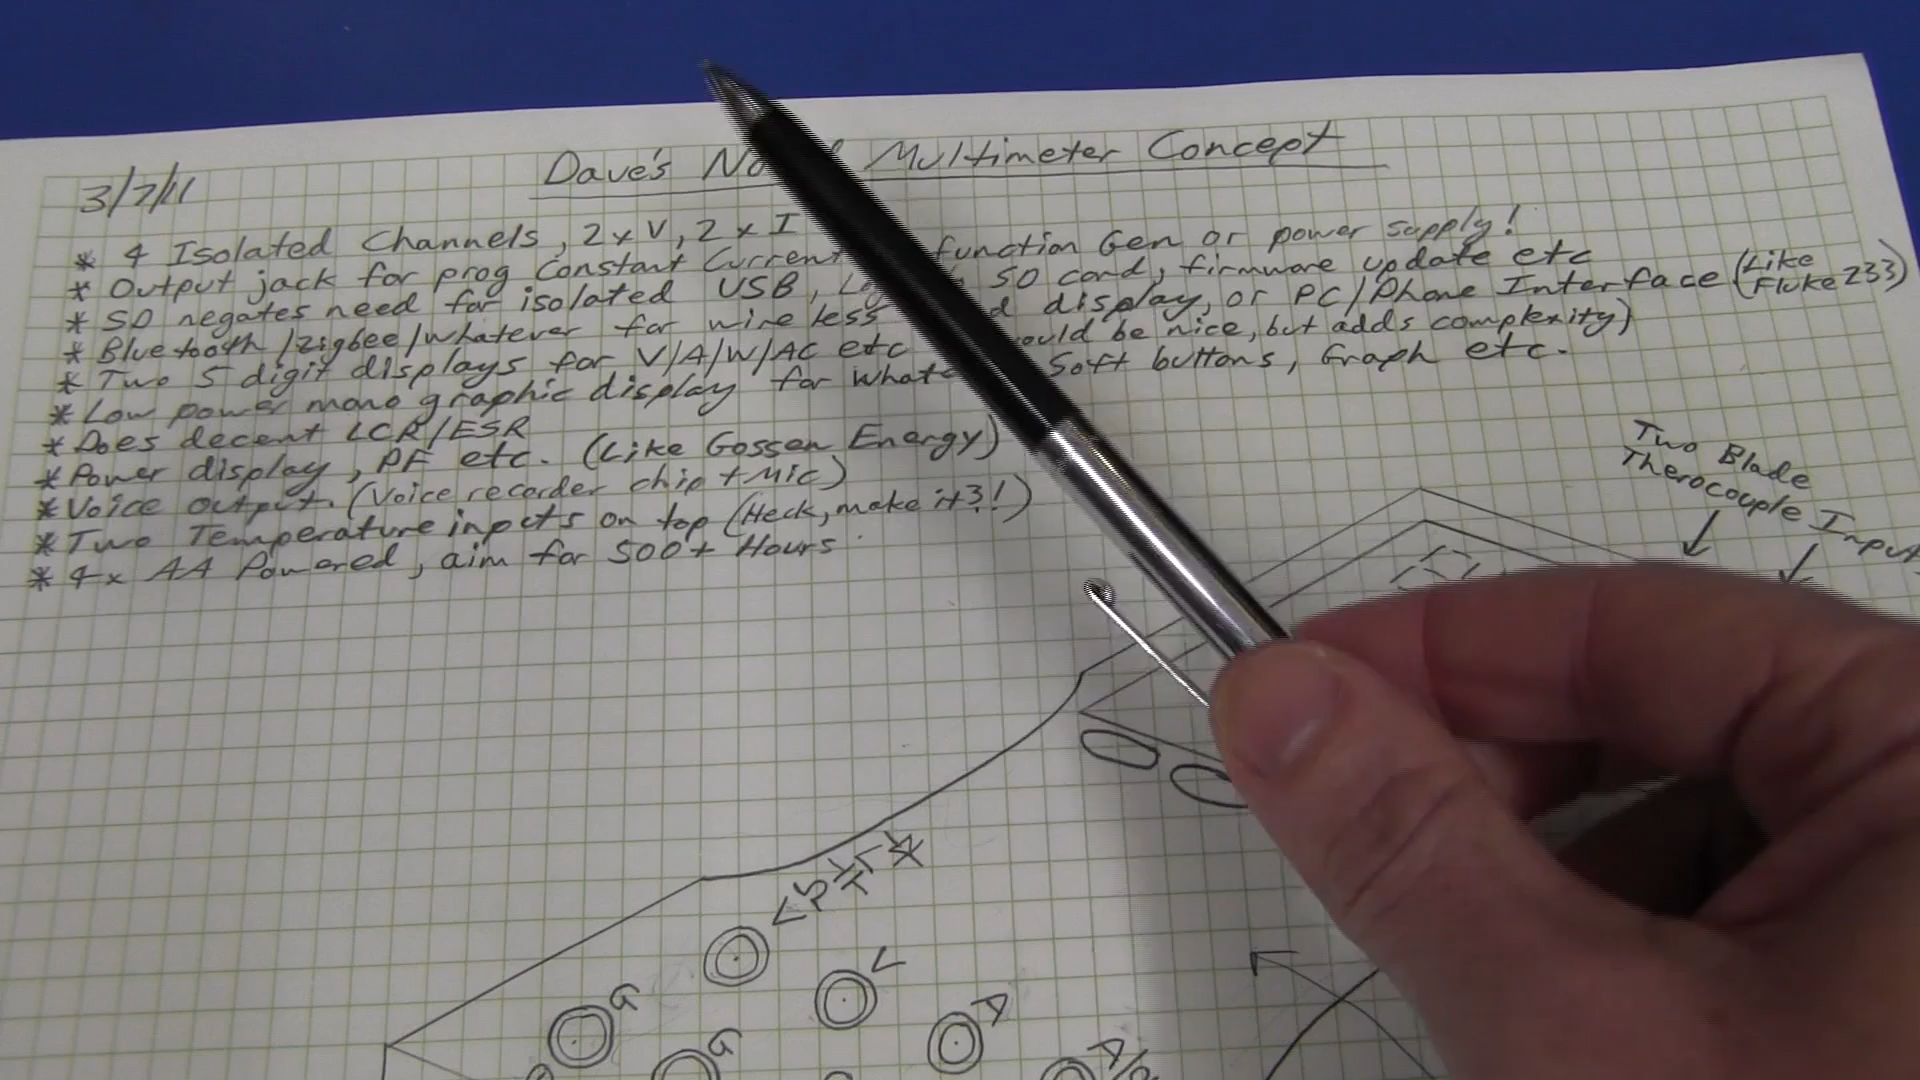 Dave's Multimeter Concept
3/7/11
* 4 Isolated Channels, 2xV, 2xI
* Output jack for prog Constant Current function Gen or power supply!
* SD negates need for isolated USB, SD card, firmware update etc
* Bluetooth/Zigbee/Whatever for wireless display, or PC/Phone Interface (Like Fluke 233)
* Two 5 digit displays for V/A/W/AC etc would be nice, but adds complexity)
* Low power mono graphic display for Soft buttons, Graph etc.
* Does decent LCR/ESR
* Power display, PF etc. (Like Gossen Energy)
* Voice output. (Voice recorder chip + Mic)
* Two Temperature inputs on top (Heck, make it 3!)
* 4x AA Powered, aim for 500+ Hours
Two Blade
Therocouple Input
V
G
A
G